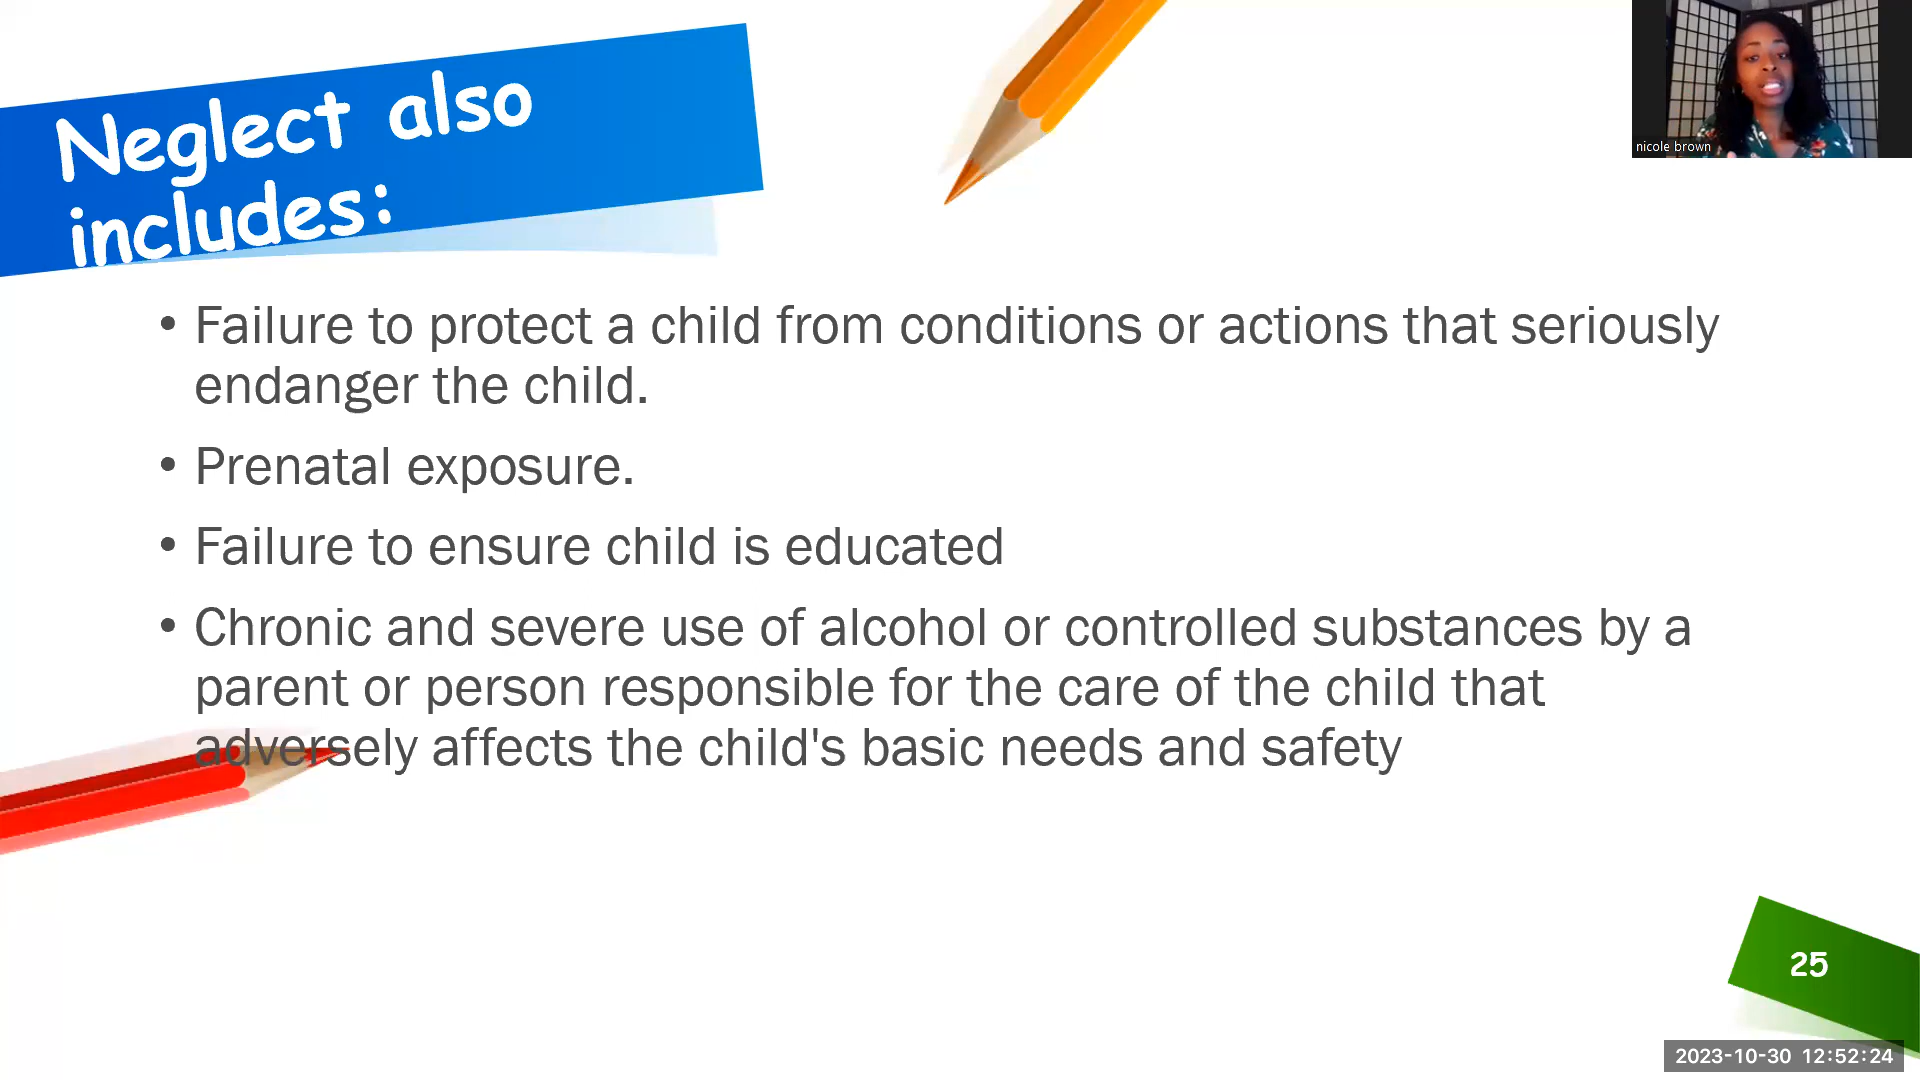 Neglect also
includes:
nicole brown
• Failure to protect a child from conditions or actions that seriously
endanger the child.
• Prenatal exposure.
• Failure to ensure child is educated
• Chronic and severe use of alcohol or controlled substances by a
parent or person responsible for the care of the child that
adversely affects the child's basic needs and safety
25
2023-10-30 12:52:24